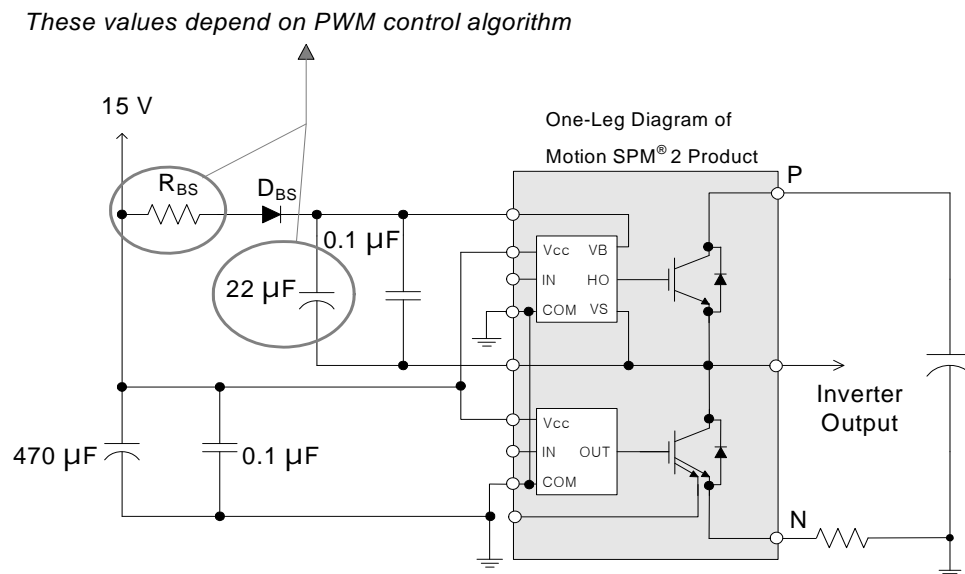 These values depend on PWM control algorithm
15 V
One-Leg Diagram of
Motion SPM® 2 Product
P
RBS
DBS
0.1 µF
22 µF
Vcc VB
IN HO
COM VS
Inverter
Output
470 µF
0.1 µF
Vcc
IN OUT
COM
N